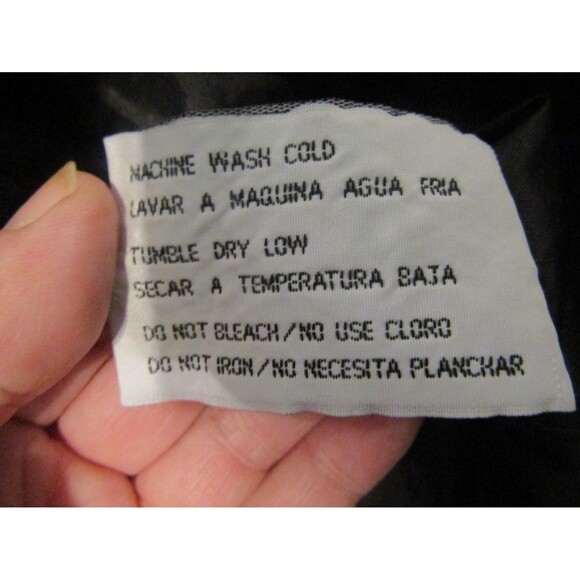 MACHINE WASH COLD
LAVAR A MAQUINA AGUA FRIA
TUMBLE DRY LOW
SECAR A TEMPERATURA BAJA
DO NOT BLEACH/NO USE CLORO
DO NOT IRON/NO NECESITA PLANCHAR